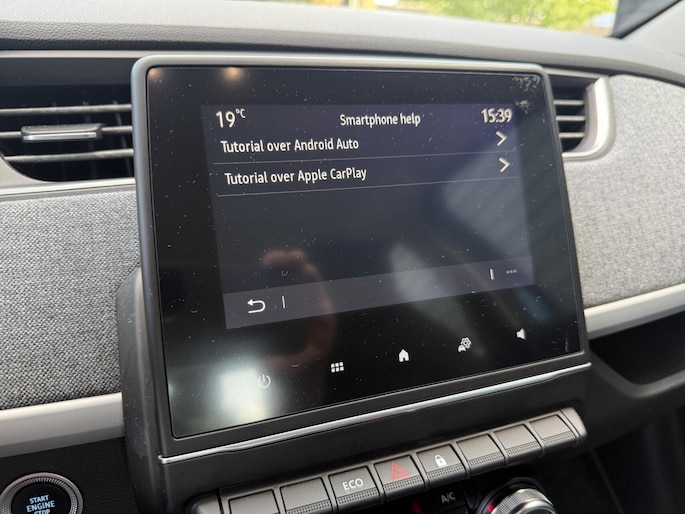 19°C Smartphone help 15:39
Tutorial over Android Auto
Tutorial over Apple CarPlay
ECO
A/C
START
ENGINE
STOP